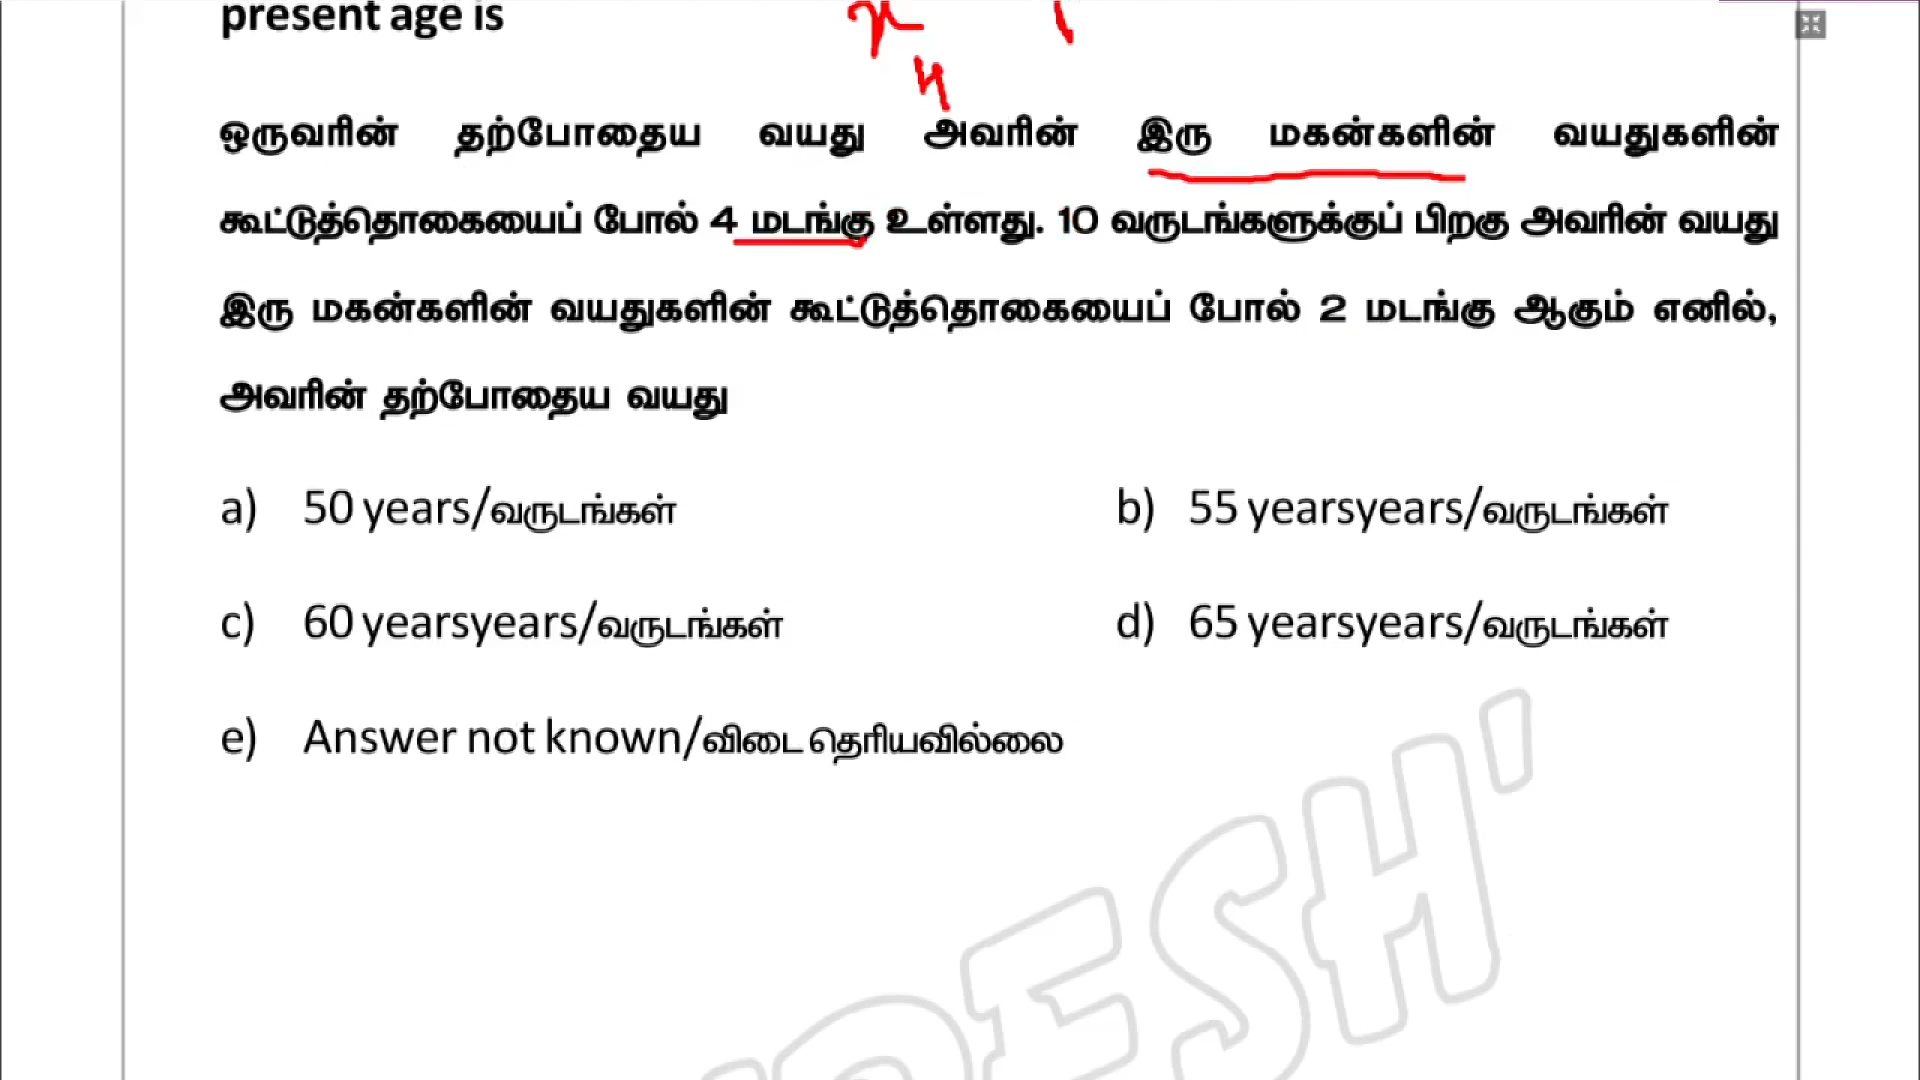 present age is
x
4
ஒருவரின் தற்போதைய வயது அவரின் இரு மகன்களின் வயதுகளின்
கூட்டுத்தொகையைப் போல் 4 மடங்கு உள்ளது. 10 வருடங்களுக்குப் பிறகு அவரின் வயது
இரு மகன்களின் வயதுகளின் கூட்டுத்தொகையைப் போல் 2 மடங்கு ஆகும் எனில்,
அவரின் தற்போதைய வயது
a) 50 years/வருடங்கள் b) 55 yearsyears/வருடங்கள்
c) 60 yearsyears/வருடங்கள் d) 65 yearsyears/வருடங்கள்
e) Answer not known/விடை தெரியவில்லை